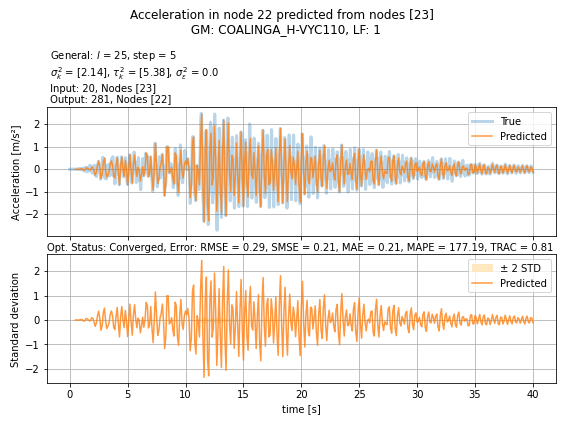 Acceleration in node 22 predicted from nodes [23]
GM: COALINGA_H-VYC110, LF: 1
General: l = 25, step = 5
σ²ₖ = [2.14], τ²ₖ = [5.38], σ²ε = 0.0
Input: 20, Nodes [23]
Output: 281, Nodes [22]
Acceleration [m/s²]
2
1
0
−1
−2
True
Predicted
Opt. Status: Converged, Error: RMSE = 0.29, SMSE = 0.21, MAE = 0.21, MAPE = 177.19, TRAC = 0.81
Standard deviation
2
1
0
−1
−2
± 2 STD
Predicted
0 5 10 15 20 25 30 35 40
time [s]